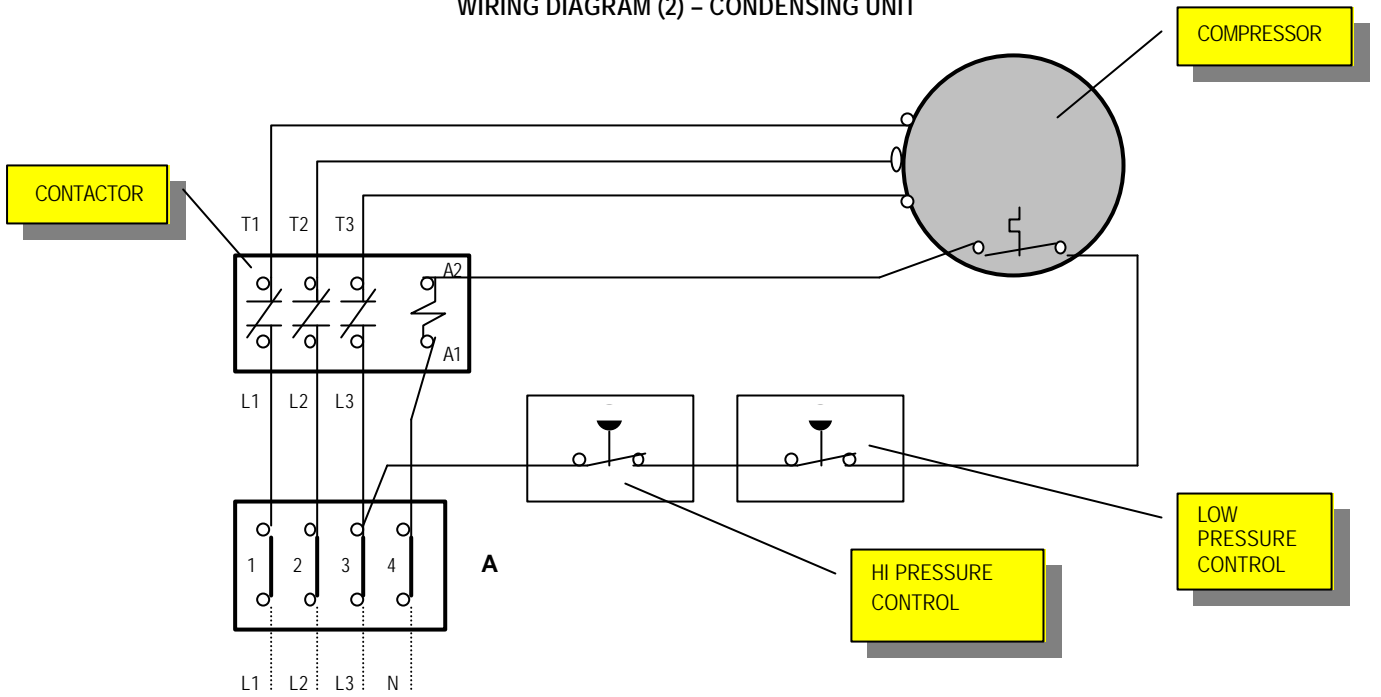 WIRING DIAGRAM (2) – CONDENSING UNIT
COMPRESSOR
CONTACTOR
T1 T2 T3
A2
A1
L1 L2 L3
1 2 3 4 A
LOW
PRESSURE
CONTROL
HI PRESSURE
CONTROL
L1 L2 L3 N